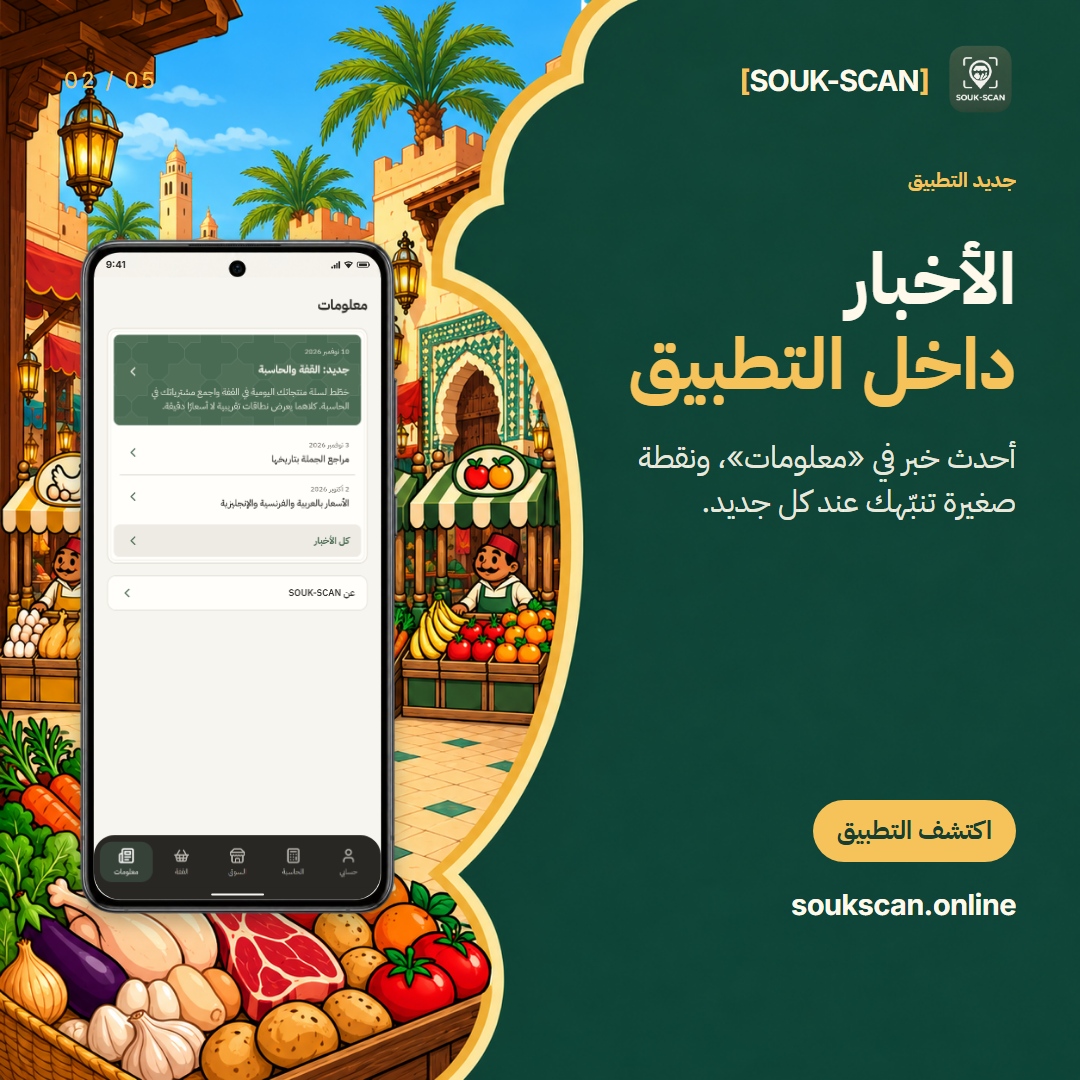 02 / 05
[SOUK-SCAN]
SOUK-SCAN
جديد التطبيق
الأخبار
داخل التطبيق
أحدث خبر في «معلومات»، ونقطة
صغيرة تنبّهك عند كل جديد.
9:41
معلومات
10 نوفمبر 2026
جديد: القفة والحاسبة
خطّط لسلة منتجاتك اليومية في القفة واجمع مشترياتك في
الحاسبة. كلاهما يعرض نطاقات تقريبية لا أسعارًا دقيقة.
3 نوفمبر 2026
مراجع الجملة بتاريخها
2 أكتوبر 2026
الأسعار بالعربية والفرنسية والإنجليزية
كل الأخبار
عن SOUK-SCAN
حسابي
الحاسبة
السوق
القفة
معلومات
اكتشف التطبيق
soukscan.online